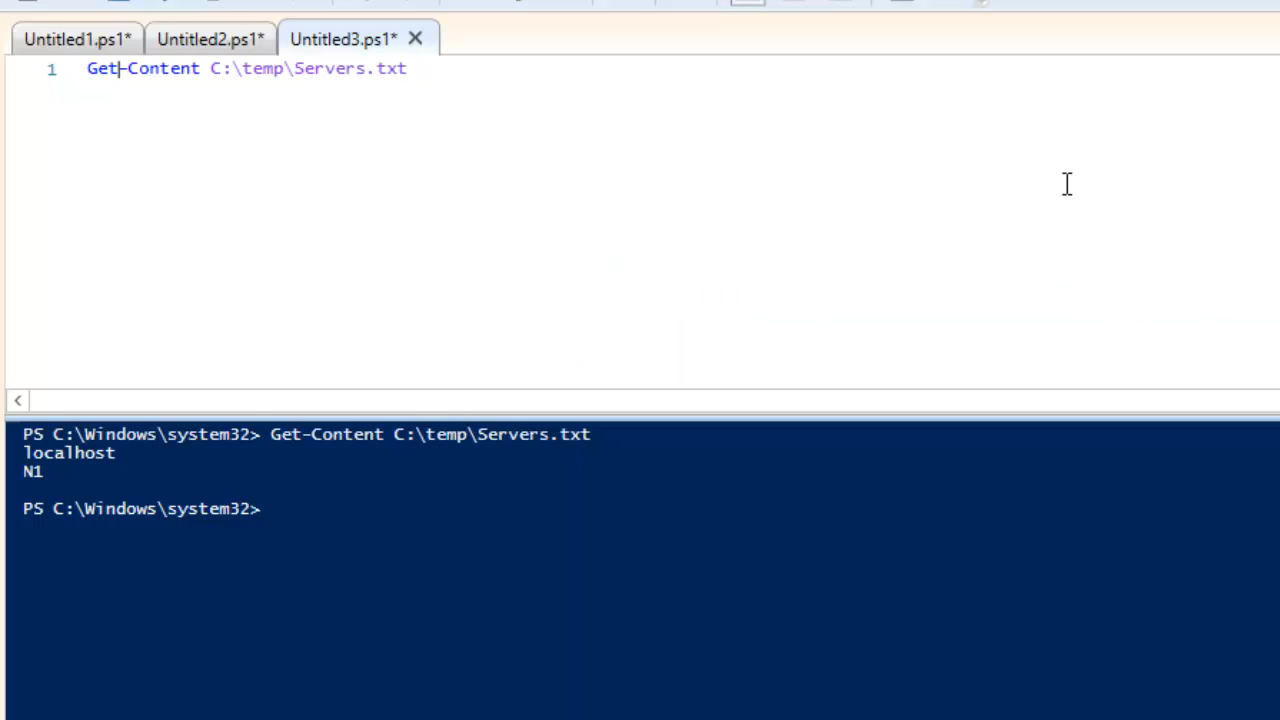 Untitled1.ps1* Untitled2.ps1* Untitled3.ps1*
1 Get-Content C:\temp\Servers.txt
PS C:\Windows\system32> Get-Content C:\temp\Servers.txt
localhost
N1
PS C:\Windows\system32>